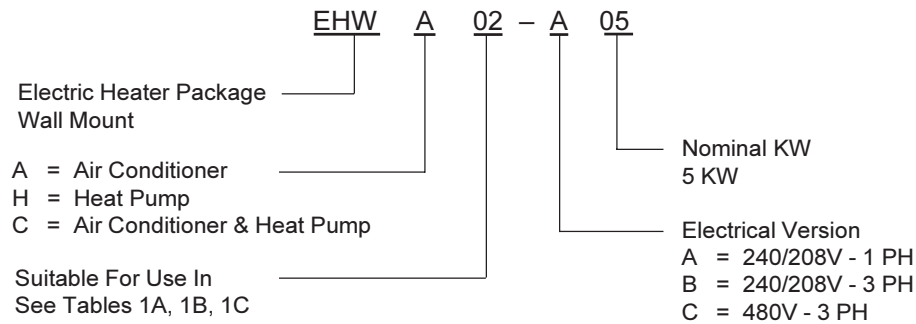 EHW A 02 – A 05
Electric Heater Package
Wall Mount
A = Air Conditioner
H = Heat Pump
C = Air Conditioner & Heat Pump
Suitable For Use In
See Tables 1A, 1B, 1C
Nominal KW
5 KW
Electrical Version
A = 240/208V - 1 PH
B = 240/208V - 3 PH
C = 480V - 3 PH